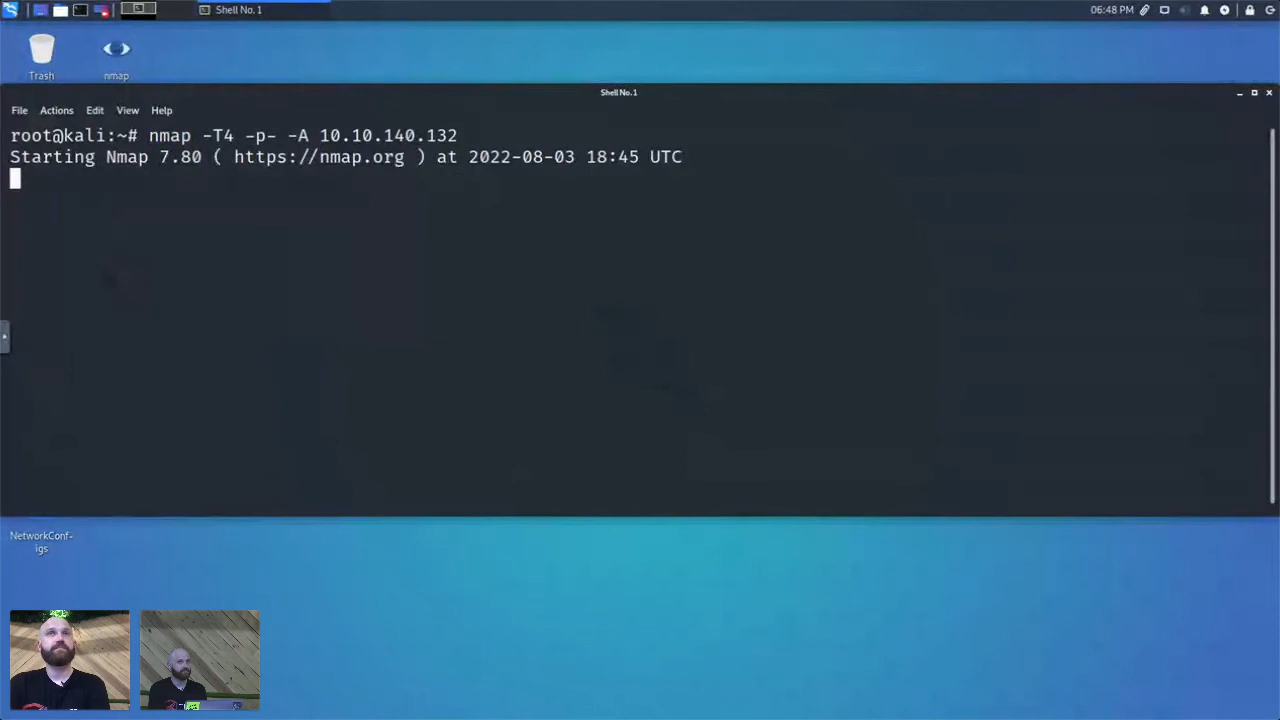 Shell No. 1
06:48 PM
Trash
nmap
Shell No.1
File Actions Edit View Help
root@kali:~# nmap -T4 -p- -A 10.10.140.132
Starting Nmap 7.80 ( https://nmap.org ) at 2022-08-03 18:45 UTC
NetworkConf-
igs